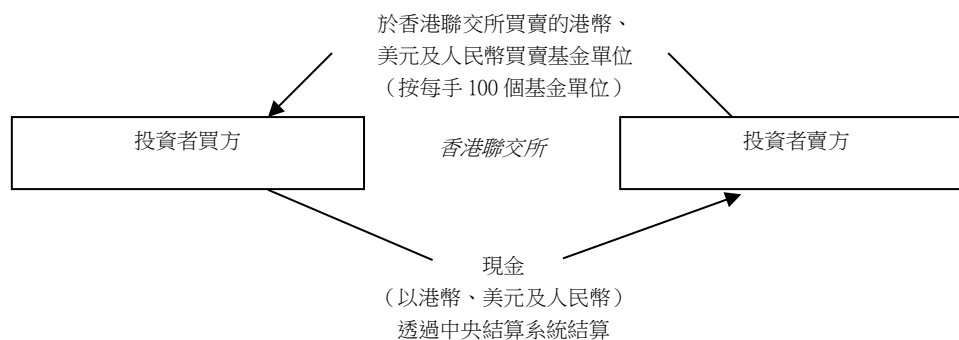 於香港聯交所買賣的港幣、
美元及人民幣買賣基金單位
（按每手 100 個基金單位）
投資者買方
香港聯交所
投資者賣方
現金
（以港幣、美元及人民幣）
透過中央結算系統結算